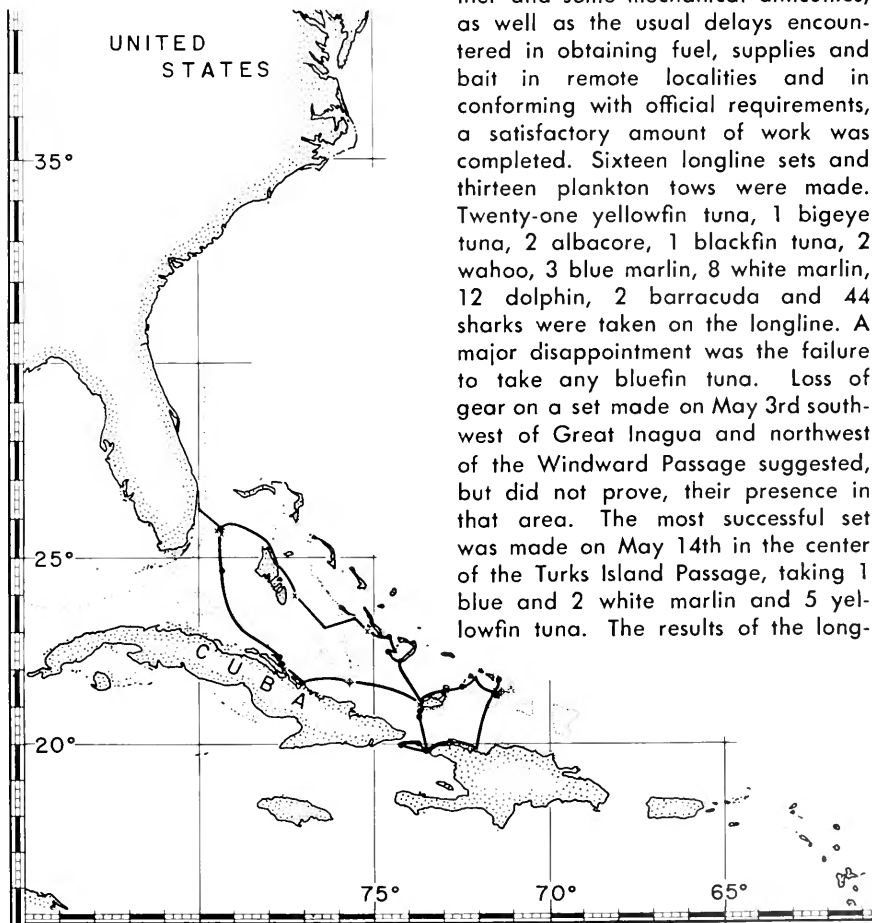 UNITED
STATES
35°
25°
CUBA
20°
75°
70°
65°
and some mechanical difficulties,
as well as the usual delays encoun-
tered in obtaining fuel, supplies and
bait in remote localities and in
conforming with official requirements,
a satisfactory amount of work was
completed. Sixteen longline sets and
thirteen plankton tows were made.
Twenty-one yellowfin tuna, 1 bigeye
tuna, 2 albacore, 1 blackfin tuna, 2
wahoo, 3 blue marlin, 8 white marlin,
12 dolphin, 2 barracuda and 44
sharks were taken on the longline. A
major disappointment was the failure
to take any bluefin tuna. Loss of
gear on a set made on May 3rd south-
west of Great Inagua and northwest
of the Windward Passage suggested,
but did not prove, their presence in
that area. The most successful set
was made on May 14th in the center
of the Turks Island Passage, taking 1
blue and 2 white marlin and 5 yel-
lowfin tuna. The results of the long-